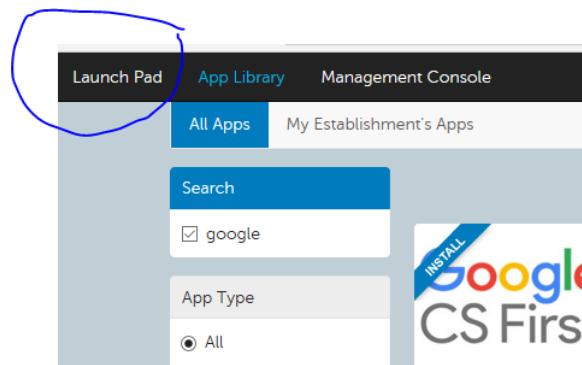 Launch Pad App Library Management Console
All Apps My Establishment's Apps
Search
google
INSTALL
CS Firs
App Type
All